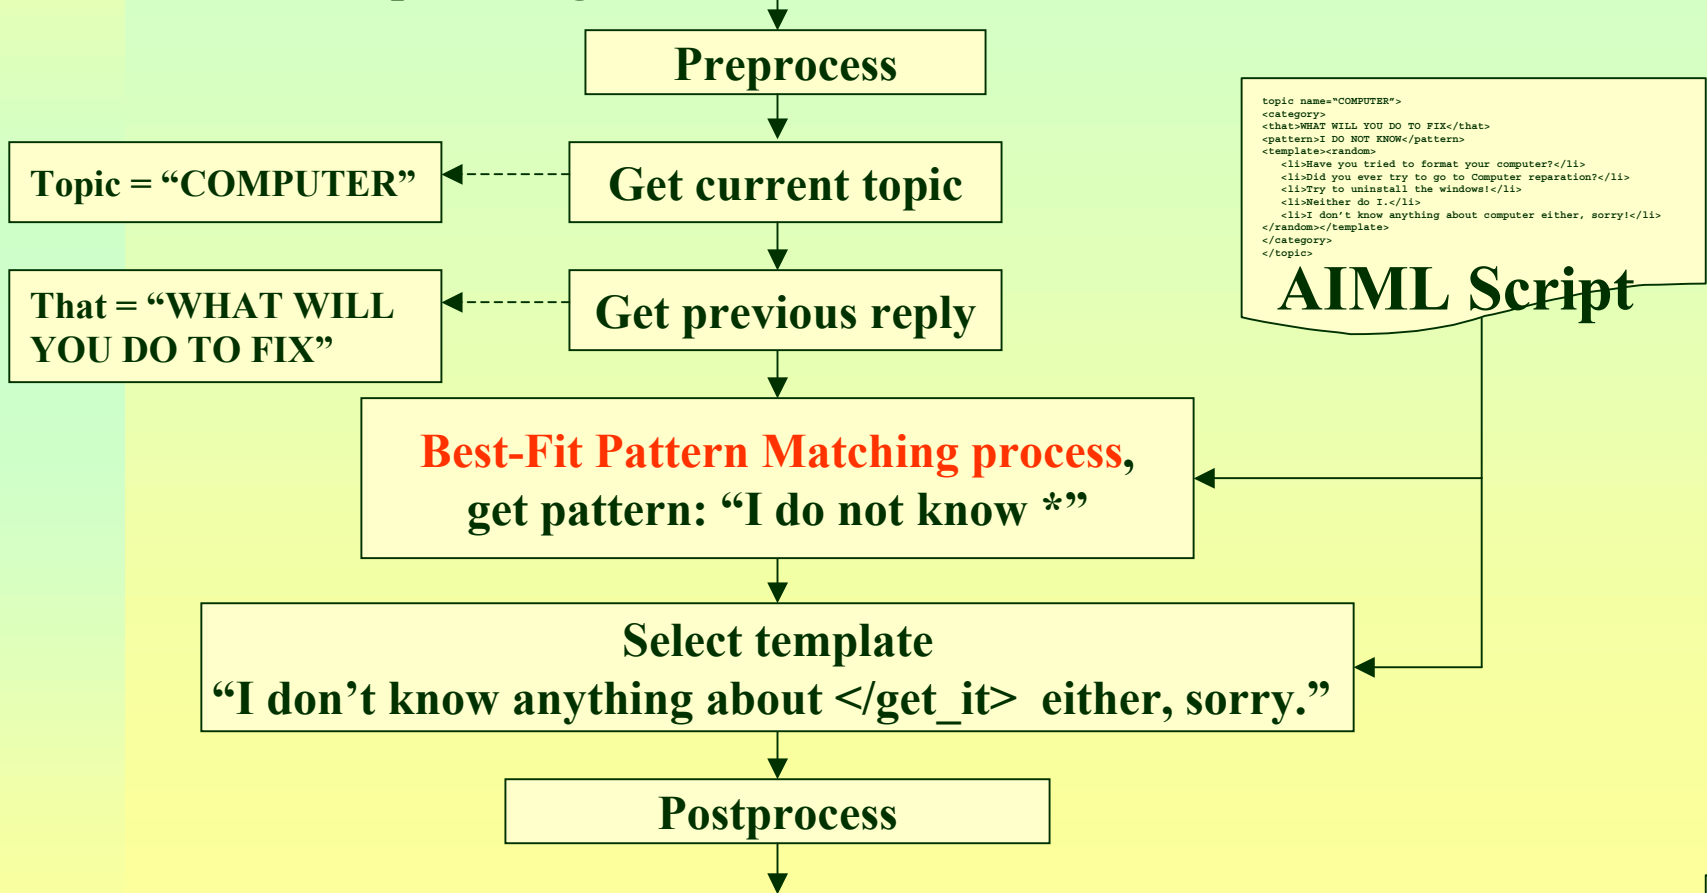 Preprocess
topic name="COMPUTER">
<category>
<that>WHAT WILL YOU DO TO FIX</that>
<pattern>I DO NOT KNOW</pattern>
<template><random>
<li>Have you tried to format your computer?</li>
<li>Did you ever try to go to Computer reparation?</li>
<li>Try to uninstall the windows!</li>
<li>Neither do I.</li>
<li>I don't know anything about computer either, sorry!</li>
</random></template>
</category>
</topic>
AIML Script
Topic = “COMPUTER”
Get current topic
That = “WHAT WILL
YOU DO TO FIX”
Get previous reply
Best-Fit Pattern Matching process,
get pattern: “I do not know *”
Select template
“I don’t know anything about </get_it>  either, sorry.”
Postprocess